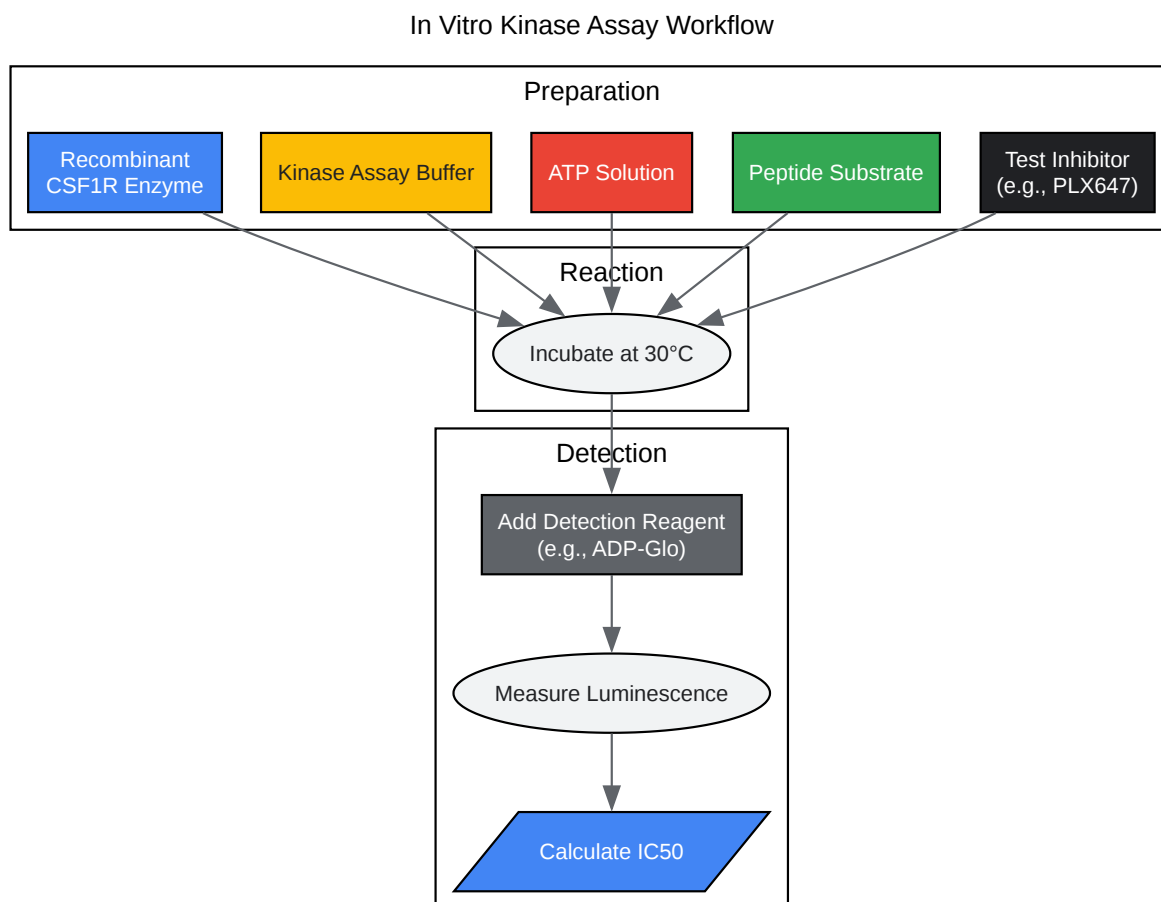 In Vitro Kinase Assay Workflow
Preparation
Recombinant
CSF1R Enzyme
Kinase Assay Buffer
ATP Solution
Peptide Substrate
Test Inhibitor
(e.g., PLX647)
Reaction
Incubate at 30°C
Detection
Add Detection Reagent
(e.g., ADP-Glo)
Measure Luminescence
Calculate IC50